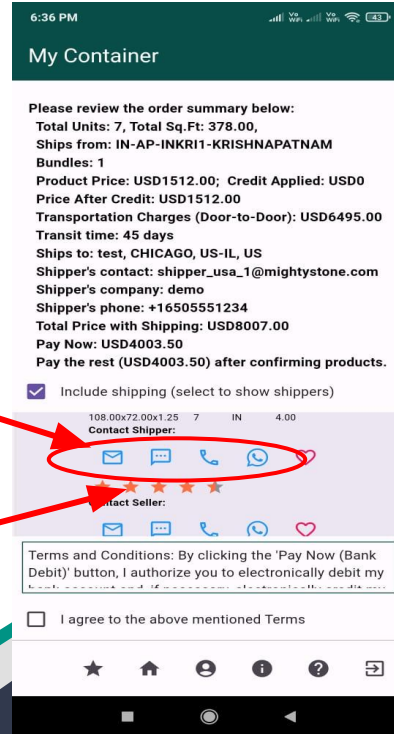 6:36 PM
Vo WiFi Vo WiFi 43
My Container
Please review the order summary below:
Total Units: 7, Total Sq.Ft: 378.00,
Ships from: IN-AP-INKRI1-KRISHNAPATNAM
Bundles: 1
Product Price: USD1512.00; Credit Applied: USD0
Price After Credit: USD1512.00
Transportation Charges (Door-to-Door): USD6495.00
Transit time: 45 days
Ships to: test, CHICAGO, US-IL, US
Shipper's contact: shipper_usa_1@mightystone.com
Shipper's company: demo
Shipper's phone: +16505551234
Total Price with Shipping: USD8007.00
Pay Now: USD4003.50
Pay the rest (USD4003.50) after confirming products.
Include shipping (select to show shippers)
108.00x72.00x1.25 7 IN 4.00
Contact Shipper:
Contact Seller:
Terms and Conditions: By clicking the 'Pay Now (Bank
Debit)' button, I authorize you to electronically debit my
I agree to the above mentioned Terms